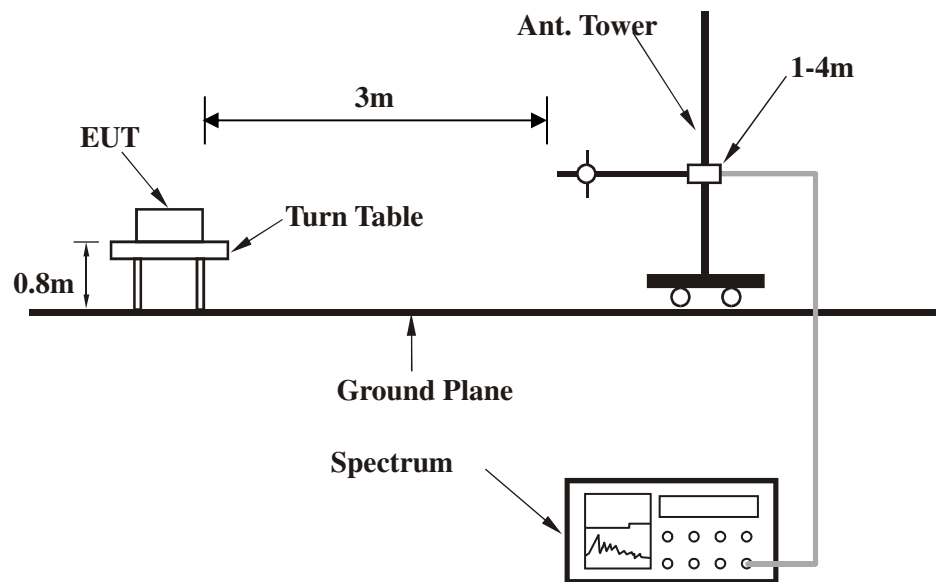 Ant. Tower
1-4m
3m
EUT
Turn Table
0.8m
Ground Plane
Spectrum